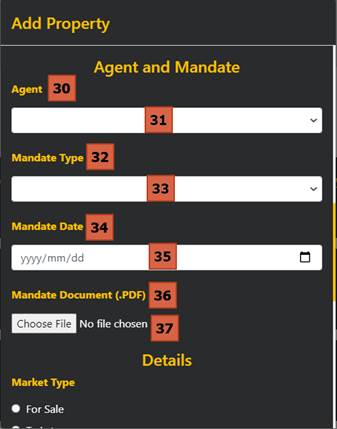 Add Property
Agent and Mandate
Agent 30
31
Mandate Type 32
33
Mandate Date 34
yyyy/mm/dd 35
Mandate Document (.PDF) 36
Choose File No file chosen 37
Details
Market Type
For Sale